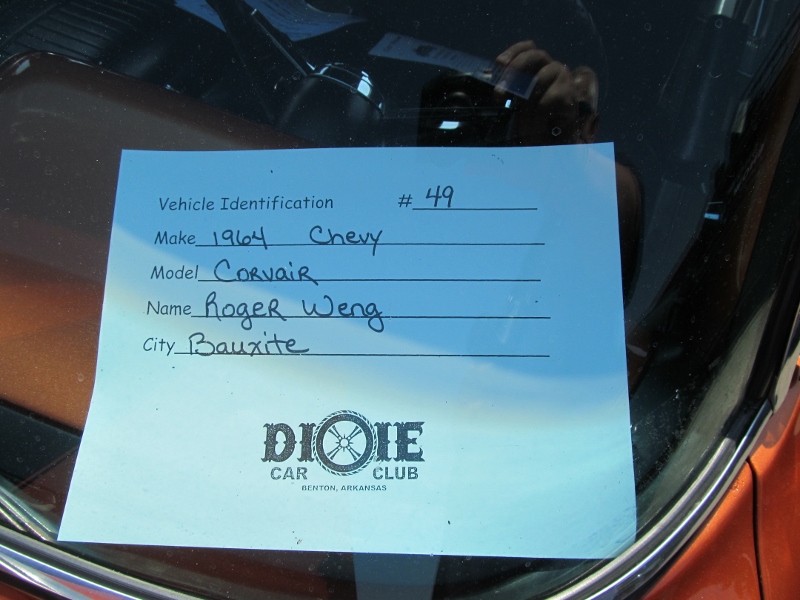 Vehicle Identification # 49
Make 1964 Chevy
Model Corvair
Name Roger Weng
City Bauxite
DIXIE
CAR CLUB
BENTON, ARKANSAS